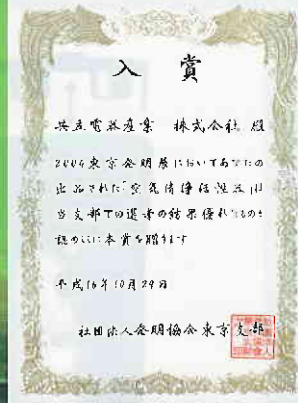 入賞
共立電器産業 株式会社 殿
2004東京発明展においてあなたの
出品された「空気清浄活性器」は
当支部での選考の結果優れたものと
認めここに本賞を贈ります
平成16年10月29日
社団法人発明協会東京支部